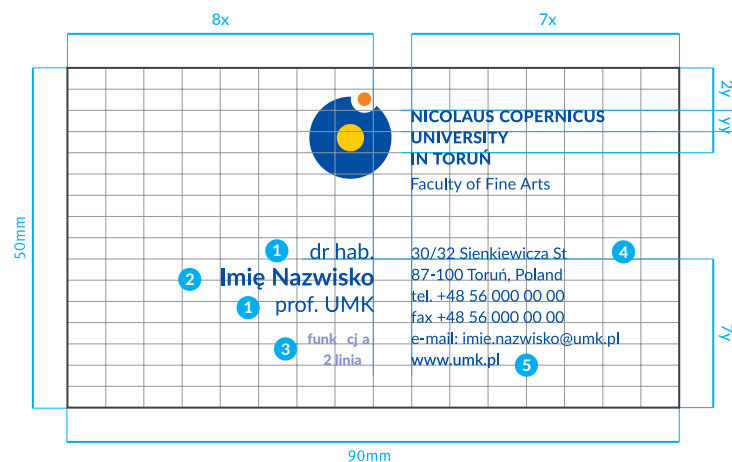 8x
7x
2y
y
y
NICOLAUS COPERNICUS
UNIVERSITY
IN TORUŃ
Faculty of Fine Arts
50mm
1
dr hab.
2
Imię Nazwisko
1
prof. UMK
3
funk cj a
2 linia
30/32 Sienkiewicza St
4
87-100 Toruń, Poland
tel. +48 56 000 00 00
fax +48 56 000 00 00
e-mail: imie.nazwisko@umk.pl
www.umk.pl
5
7y
90mm